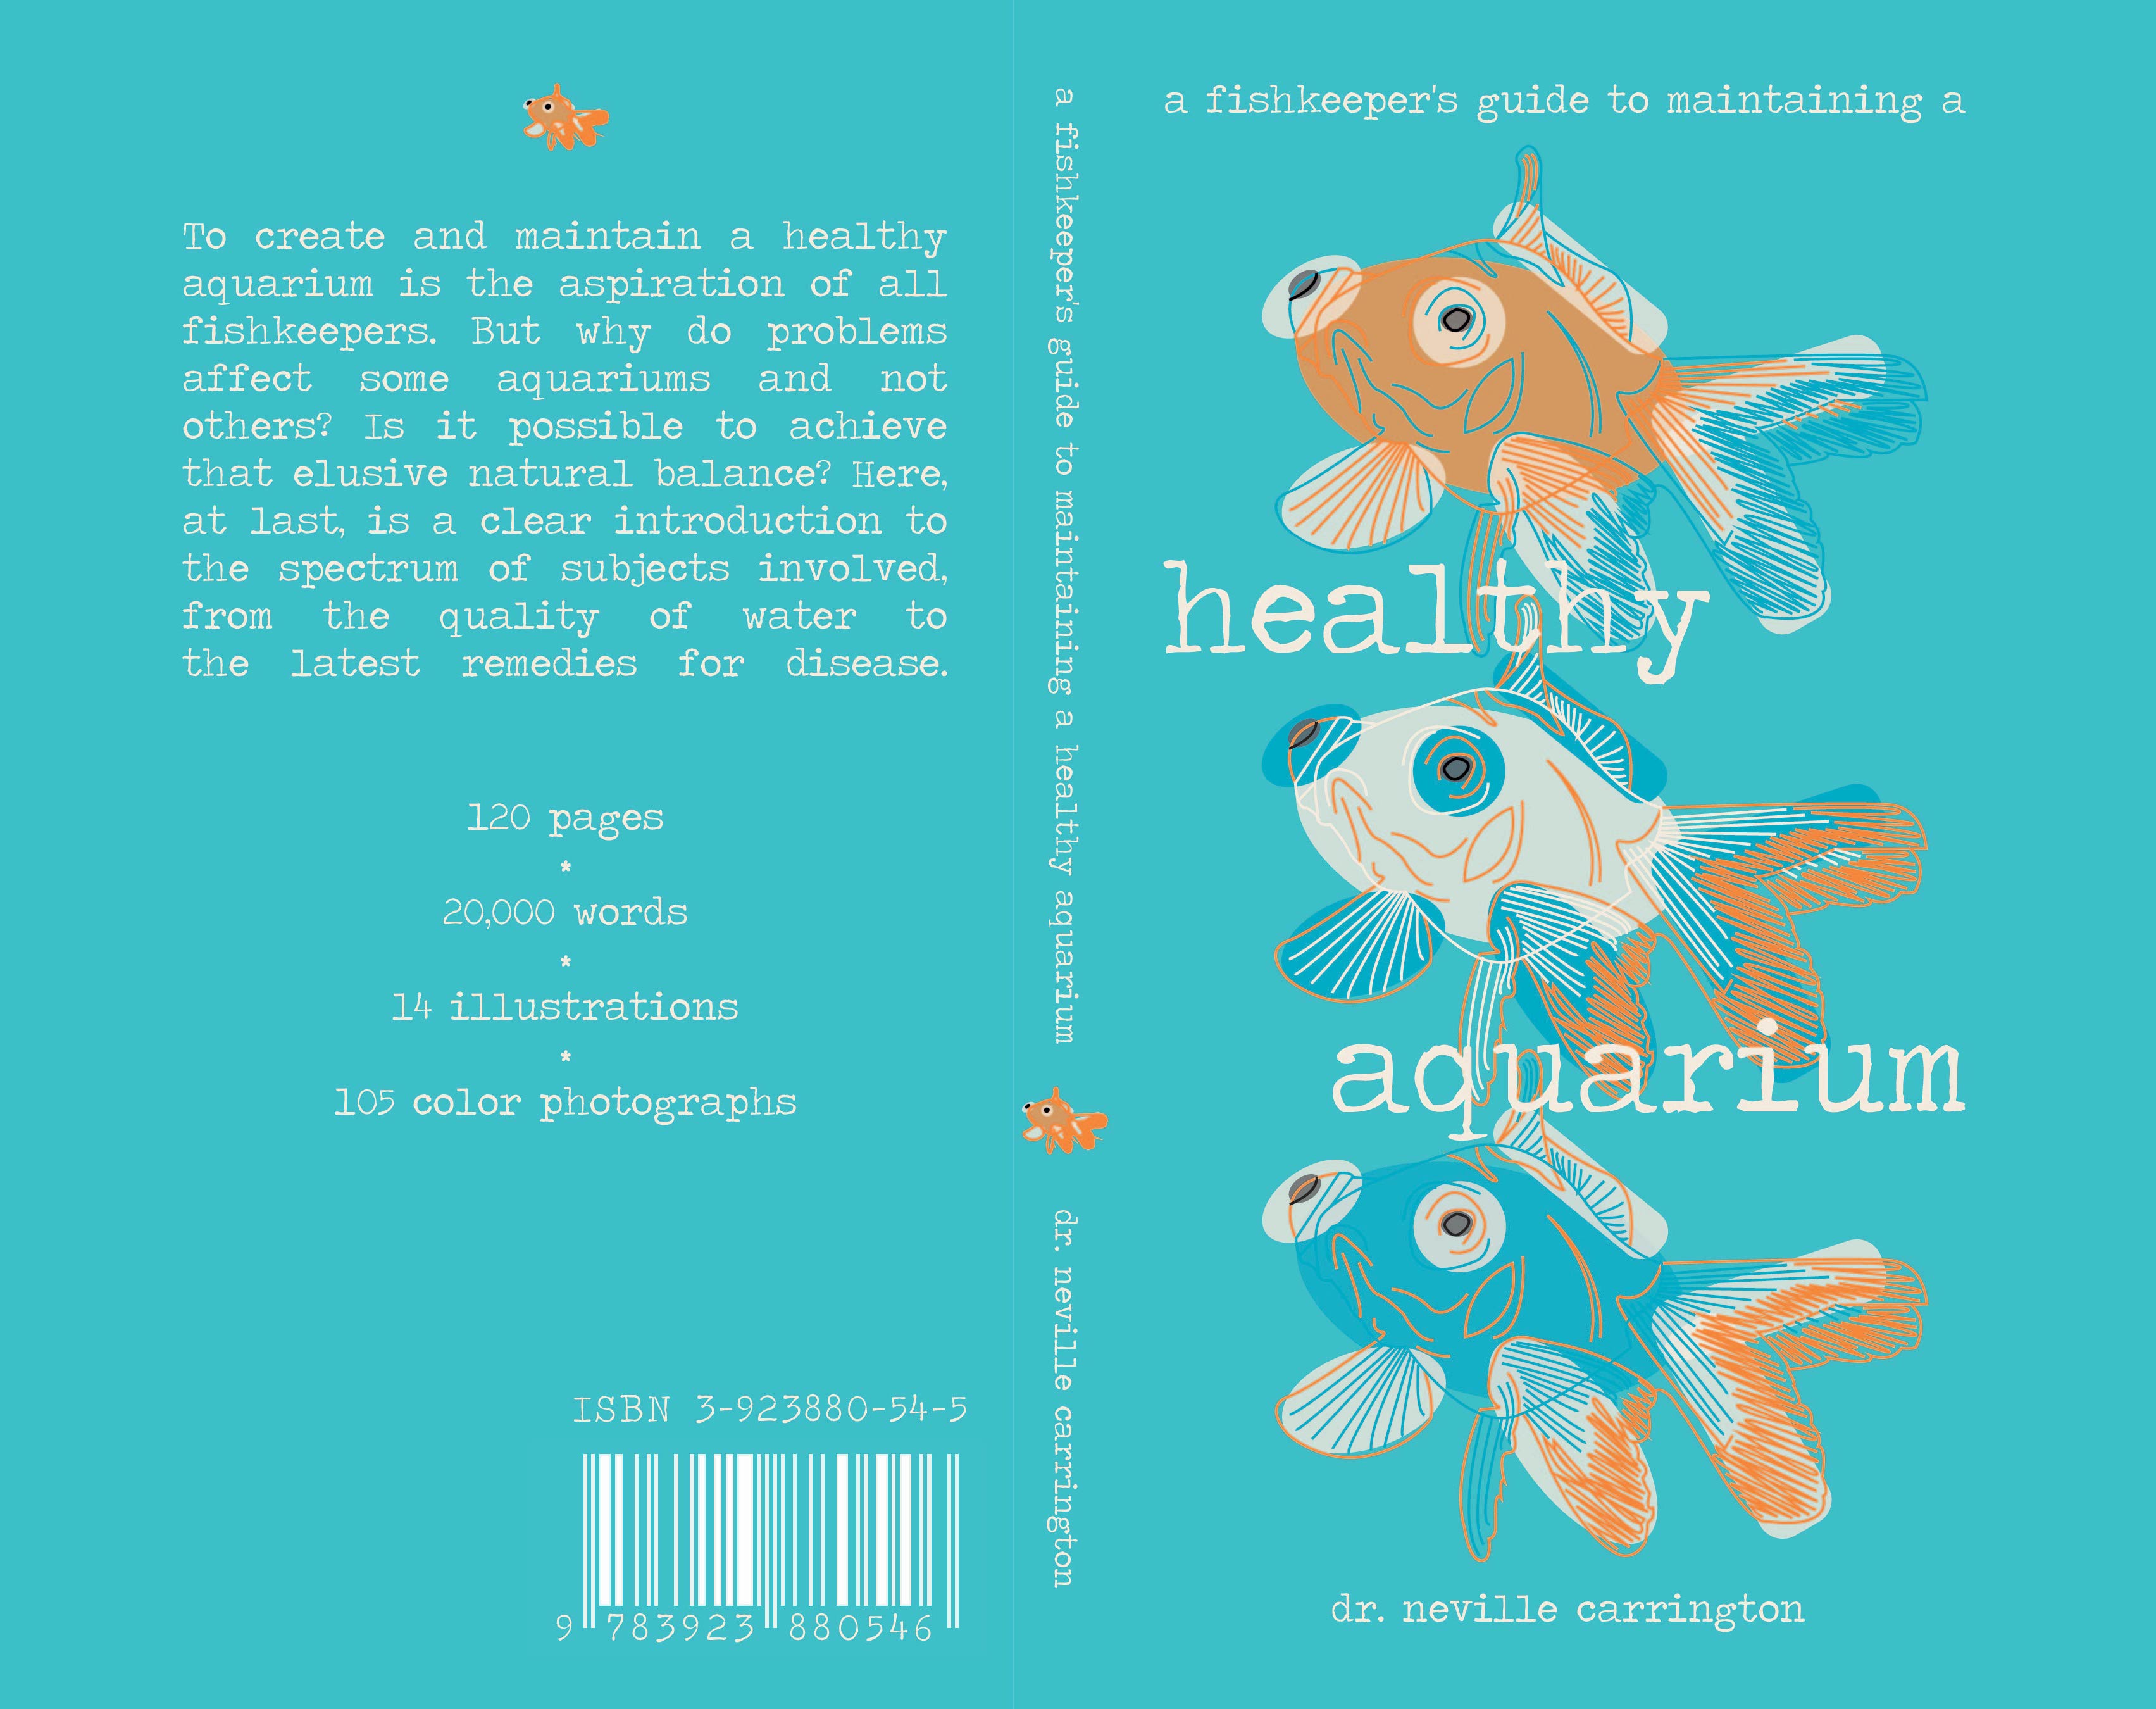 To create and maintain a healthy
aquarium is the aspiration of all
fishkeepers. But why do problems
affect some aquariums and not
others? Is it possible to achieve
that elusive natural balance? Here,
at last, is a clear introduction to
the spectrum of subjects involved,
from the quality of water to
the latest remedies for disease.
120 pages
*
20,000 words
*
14 illustrations
*
105 color photographs
ISBN 3-923880-54-5
9 783923 880546
a fishkeeper's guide to maintaining a healthy aquarium
dr. neville carrington
a fishkeeper's guide to maintaining a
healthy
aquarium
dr. neville carrington